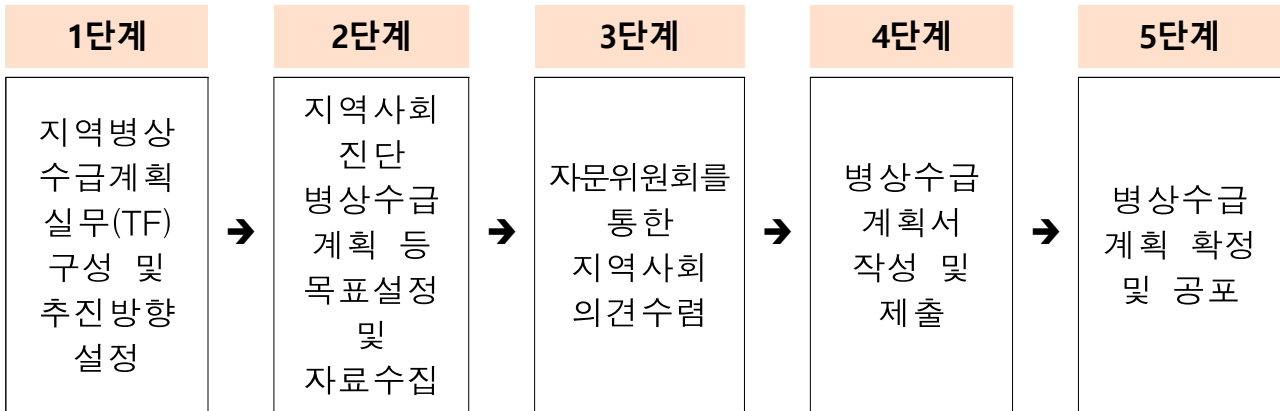 1단계
2단계
3단계
4단계
5단계
지역병상
수급계획
실무(TF)
구성 및
추진방향
설정
지역사회
진단
병상수급
계획 등
목표설정
및
자료수집
자문위원회를
통한
지역사회
의견수렴
병상수급
계획서
작성 및
제출
병상수급
계획 확정
및 공포